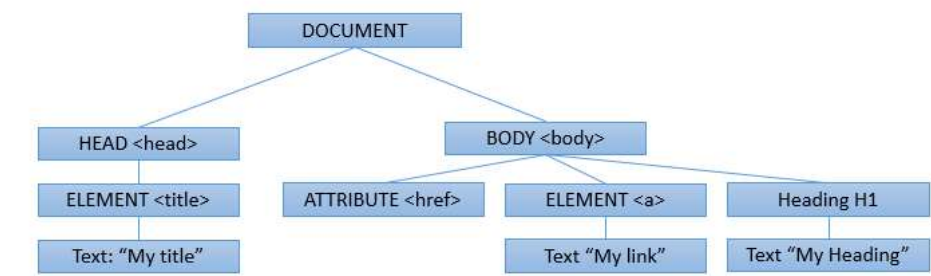 DOCUMENT
HEAD <head>
BODY <body>
ELEMENT <title>
ATTRIBUTE <href>
ELEMENT <a>
Heading H1
Text: “My title”
Text “My link”
Text “My Heading”